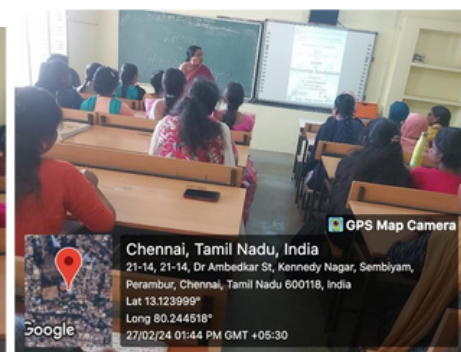 GPS Map Camera
Chennai, Tamil Nadu, India
21-14, 21-14, Dr Ambedkar St, Kennedy Nagar, Sembiyam,
Perambur, Chennai, Tamil Nadu 600118, India
Lat 13.123999°
Long 80.244518°
27/02/24 01:44 PM GMT +05:30
Google